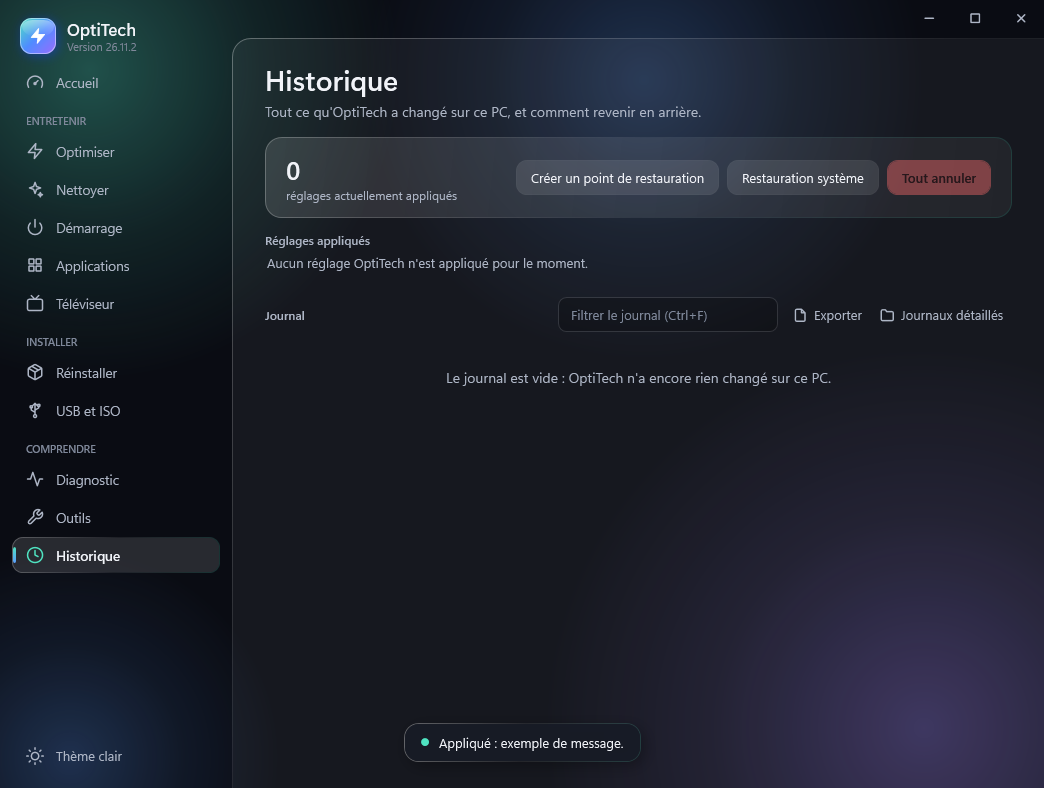 OptiTech
Version 26.11.2
Accueil
ENTRETENIR
Optimiser
Nettoyer
Démarrage
Applications
Téléviseur
INSTALLER
Réinstaller
USB et ISO
COMPRENDRE
Diagnostic
Outils
Historique
Thème clair
Historique
Tout ce qu'OptiTech a changé sur ce PC, et comment revenir en arrière.
0
réglages actuellement appliqués
Créer un point de restauration
Restauration système
Tout annuler
Réglages appliqués
Aucun réglage OptiTech n'est appliqué pour le moment.
Journal
Filtrer le journal (Ctrl+F)
Exporter
Journaux détaillés
Le journal est vide : OptiTech n'a encore rien changé sur ce PC.
Appliqué : exemple de message.